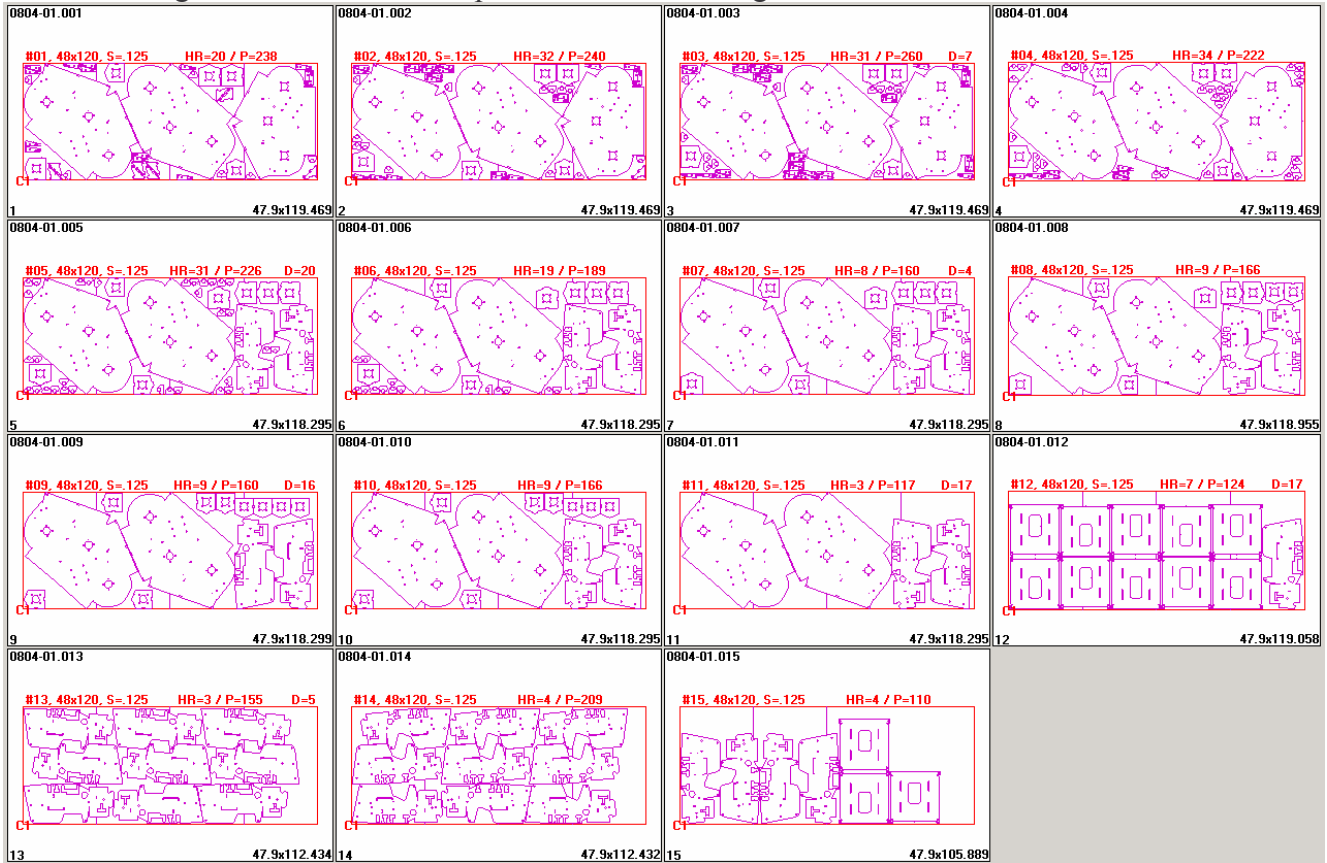 0804-01.001
#01, 48x120, S=.125 HR=20 / P=238
C1
1 47.9x119.469
0804-01.002
#02, 48x120, S=.125 HR=32 / P=240
C1
2 47.9x119.469
0804-01.003
#03, 48x120, S=.125 HR=31 / P=260 D=7
C1
3 47.9x119.469
0804-01.004
#04, 48x120, S=.125 HR=34 / P=222
C1
4 47.9x119.469
0804-01.005
#05, 48x120, S=.125 HR=31 / P=226 D=20
C1
5 47.9x118.295
0804-01.006
#06, 48x120, S=.125 HR=19 / P=189
C1
6 47.9x118.295
0804-01.007
#07, 48x120, S=.125 HR=8 / P=160 D=4
C1
7 47.9x118.295
0804-01.008
#08, 48x120, S=.125 HR=9 / P=166
C1
8 47.9x118.955
0804-01.009
#09, 48x120, S=.125 HR=9 / P=160 D=16
C1
9 47.9x118.299
0804-01.010
#10, 48x120, S=.125 HR=9 / P=166
C1
10 47.9x118.295
0804-01.011
#11, 48x120, S=.125 HR=3 / P=117 D=17
C1
11 47.9x118.295
0804-01.012
#12, 48x120, S=.125 HR=7 / P=124 D=17
C1
12 47.9x119.058
0804-01.013
#13, 48x120, S=.125 HR=3 / P=155 D=5
C1
13 47.9x112.434
0804-01.014
#14, 48x120, S=.125 HR=4 / P=209
C1
14 47.9x112.432
0804-01.015
#15, 48x120, S=.125 HR=4 / P=110
C1
15 47.9x105.889